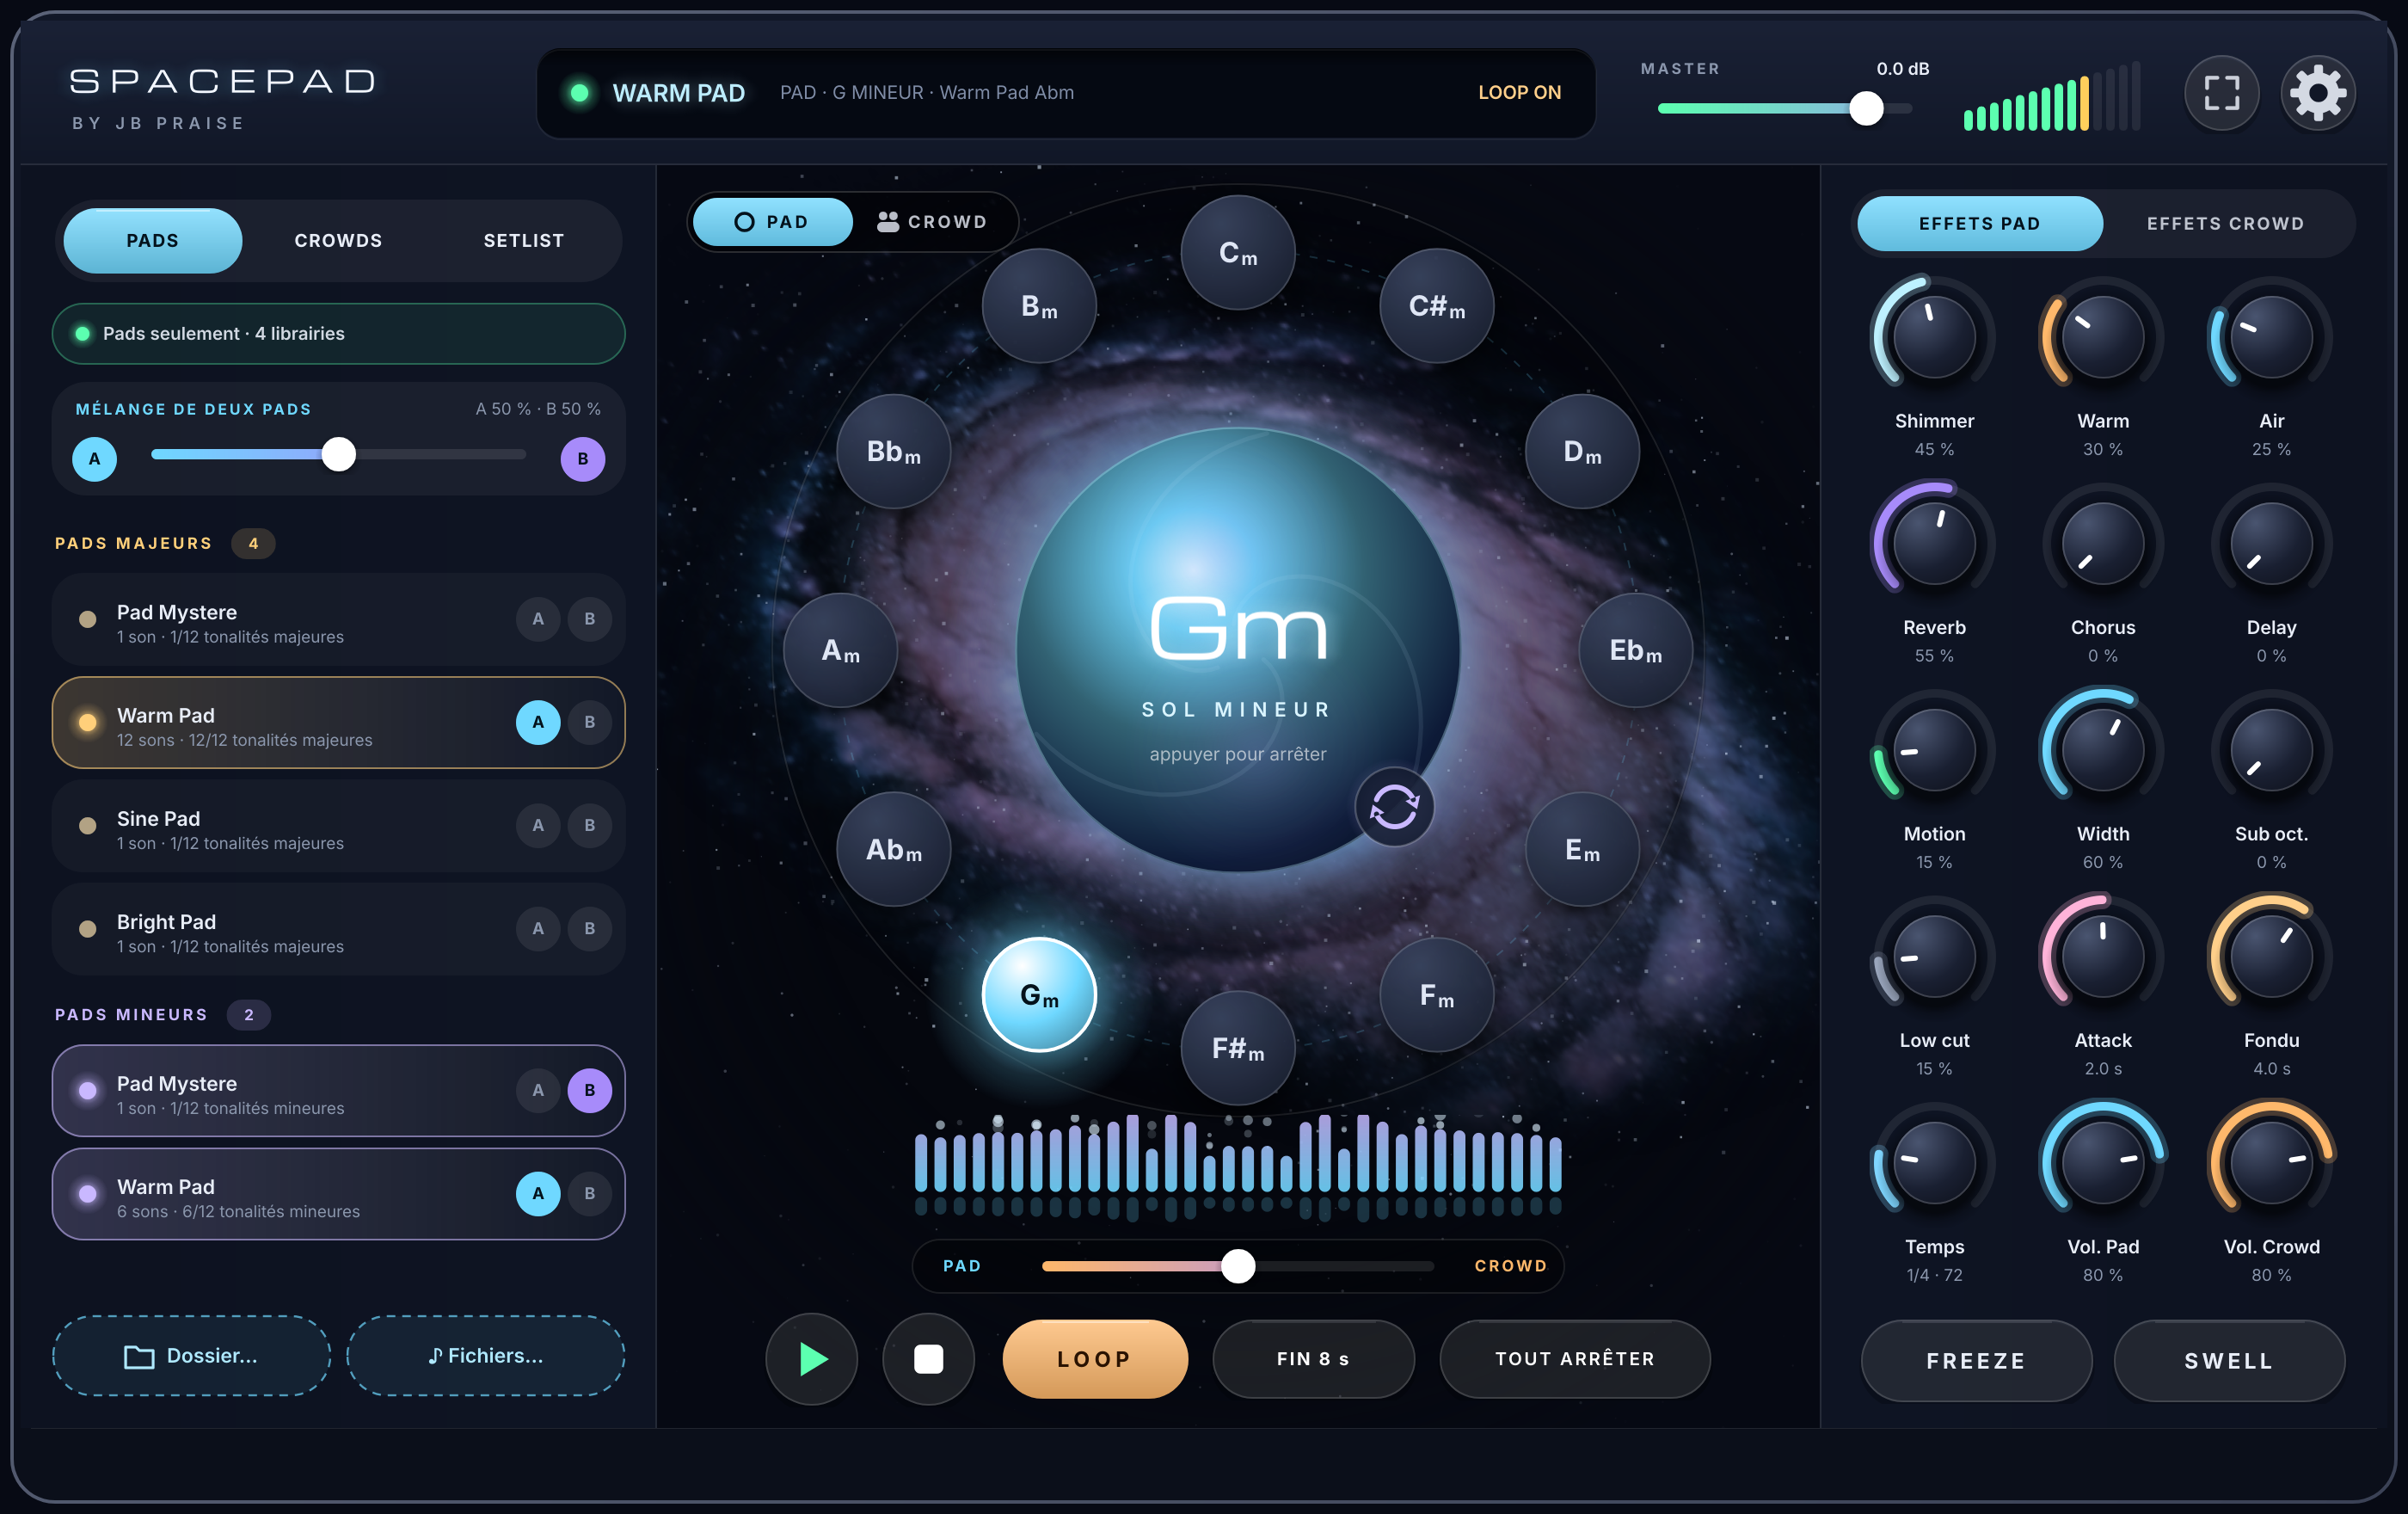 SPACEPAD
BY JB PRAISE
WARM PAD
PAD · G MINEUR · Warm Pad Abm
LOOP ON
MASTER
0.0 dB
PADS
CROWDS
SETLIST
Pads seulement · 4 librairies
MÉLANGE DE DEUX PADS
A 50 % · B 50 %
A
B
PADS MAJEURS
4
Pad Mystere
1 son · 1/12 tonalités majeures
A
B
Warm Pad
12 sons · 12/12 tonalités majeures
A
B
Sine Pad
1 son · 1/12 tonalités majeures
A
B
Bright Pad
1 son · 1/12 tonalités majeures
A
B
PADS MINEURS
2
Pad Mystere
1 son · 1/12 tonalités mineures
A
B
Warm Pad
6 sons · 6/12 tonalités mineures
A
B
Dossier...
Fichiers...
PAD
CROWD
Cm
C#m
Dm
Ebm
Em
Fm
F#m
Gm
Abm
Am
Bbm
Bm
Gm
SOL MINEUR
appuyer pour arrêter
PAD
CROWD
LOOP
FIN 8 s
TOUT ARRÊTER
EFFETS PAD
EFFETS CROWD
Shimmer
45 %
Warm
30 %
Air
25 %
Reverb
55 %
Chorus
0 %
Delay
0 %
Motion
15 %
Width
60 %
Sub oct.
0 %
Low cut
15 %
Attack
2.0 s
Fondu
4.0 s
Temps
1/4 · 72
Vol. Pad
80 %
Vol. Crowd
80 %
FREEZE
SWELL